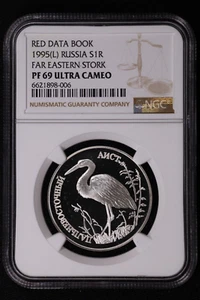 RED DATA BOOK
1995(L) RUSSIA S1R
FAR EASTERN STORK
PF 69 ULTRA CAMEO
6621898-006
NUMISMATIC GUARANTY COMPANY
NGC
АИСТ
ДАЛЬНЕВОСТОЧНЫЙ